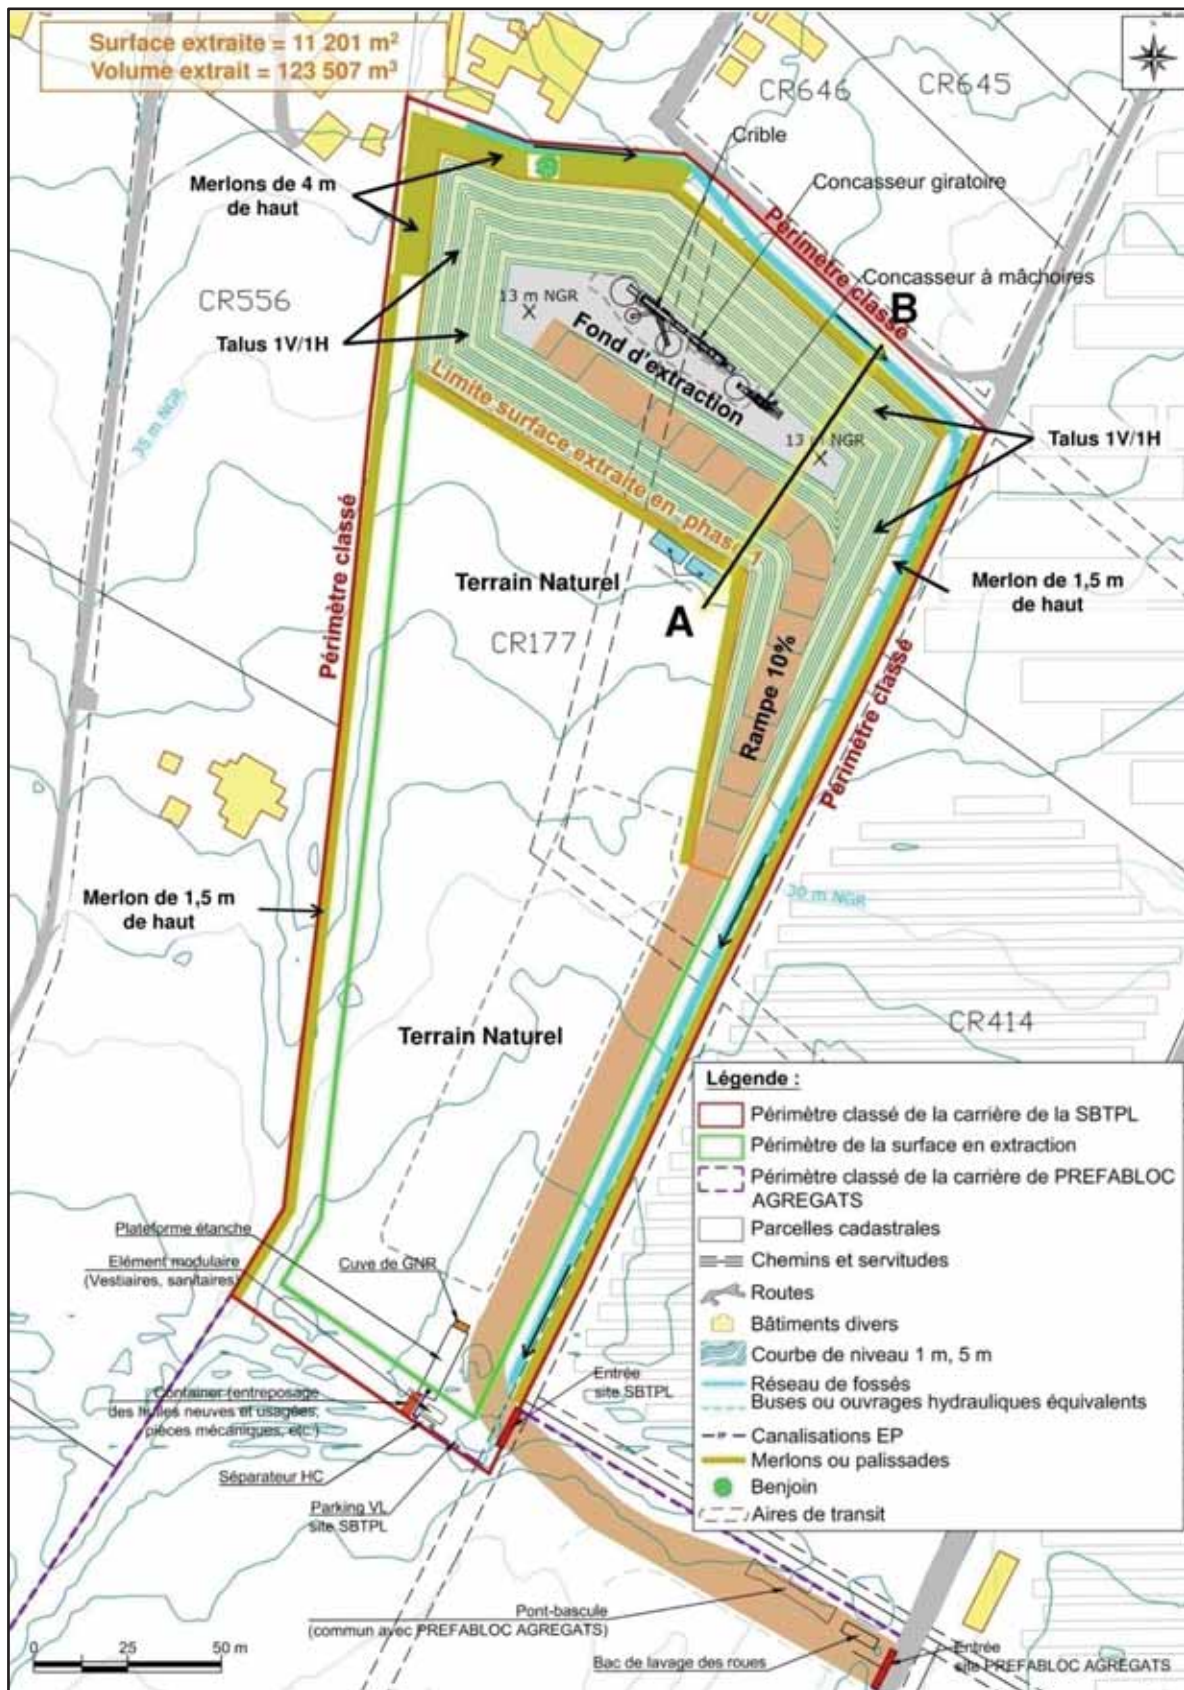 Surface extraite = 11 201 m²
Volume extrait = 123 507 m³
CR646
CR645
Crible
Merlons de 4 m
de haut
Concasseur giratoire
Périmètre classé
Concasseur à mâchoires
CR556
13 m NGR
B
Talus 1V/1H
Fond d'extraction
35 m NGR
Limite surface extraite en phase 1
13 m NGR
Talus 1V/1H
Périmètre classé
Terrain Naturel
Merlon de 1,5 m
de haut
A
CR177
Rampe 10%
Périmètre classé
Merlon de 1,5 m
de haut
30 m NGR
CR414
Terrain Naturel
Légende :
Périmètre classé de la carrière de la SBTPL
Périmètre de la surface en extraction
Périmètre classé de la carrière de PREFABLOC
AGREGATS
Parcelles cadastrales
Chemins et servitudes
Routes
Bâtiments divers
Courbe de niveau 1 m, 5 m
Réseau de fossés
Buses ou ouvrages hydrauliques équivalents
Canalisations EP
Merlons ou palissades
Benjoin
Aires de transit
Plateforme étanche
Elément modulaire
(Vestiaires, sanitaires)
Cuve de GNR
Container (entreposage
des huiles neuves et usagées,
pièces mécaniques, etc.)
Entrée
site SBTPL
Séparateur HC
Parking VL
site SBTPL
Pont-bascule
(commun avec PREFABLOC AGREGATS)
Bac de lavage des roues
Entrée
site PREFABLOC AGREGATS
0 25 50 m